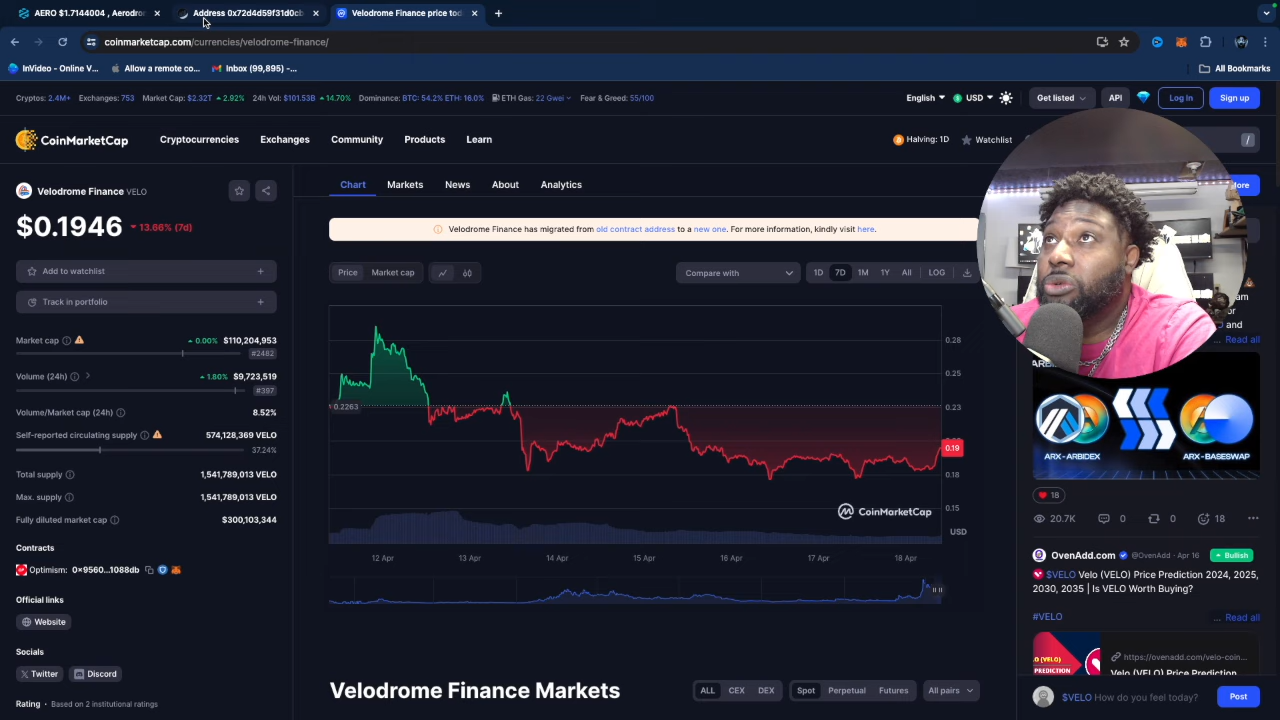 AERO $1.7144004 , Aerodror
Address 0x72d4d59f31d0cb
Velodrome Finance price tod
coinmarketcap.com/currencies/velodrome-finance/
InVideo - Online V...
Allow a remote co...
Inbox (99,895) -...
All Bookmarks
Cryptos: 2.4M+ Exchanges: 753 Market Cap: $2.32T 2.92% 24h Vol: $101.53B 14.70% Dominance: BTC: 54.2% ETH: 16.0% ETH Gas: 22 Gwei Fear & Greed: 55/100
English USD Get listed API Log in Sign up
CoinMarketCap Cryptocurrencies Exchanges Community Products Learn
Halving: 1D Watchlist /
Velodrome Finance VELO
$0.1946 13.66% (7d)
Add to watchlist +
Track in portfolio +
Market cap 0.00% $110,204,953
#2482
Volume (24h) 1.80% $9,723,519
#397
Volume/Market cap (24h) 8.52%
Self-reported circulating supply 574,128,369 VELO
37.24%
Total supply 1,541,789,013 VELO
Max. supply 1,541,789,013 VELO
Fully diluted market cap $300,103,344
Contracts
Optimism: 0x9560...1088db
Official links
Website
Socials
Twitter Discord
Rating Based on 2 institutional ratings
Chart Markets News About Analytics
Velodrome Finance has migrated from old contract address to a new one. For more information, kindly visit here.
Price Market cap
Compare with
1D 7D 1M 1Y All LOG
0.28
0.25
0.2263
0.23
0.19
0.18
0.15
CoinMarketCap
USD
12 Apr 13 Apr 14 Apr 15 Apr 16 Apr 17 Apr 18 Apr
Velodrome Finance Markets
ALL CEX DEX
Spot Perpetual Futures
All pairs
and
... Read all
ARX - ARBIDEX
ARX - BASESWAP
18
20.7K 0 0 18
OvenAdd.com @OvenAdd · Apr 16 Bullish
$VELO Velo (VELO) Price Prediction 2024, 2025,
2030, 2035 | Is VELO Worth Buying?
#VELO
... Read all
https://ovenadd.com/velo-coin...
Velo (VELO) Price
$VELO How do you feel today?
Post